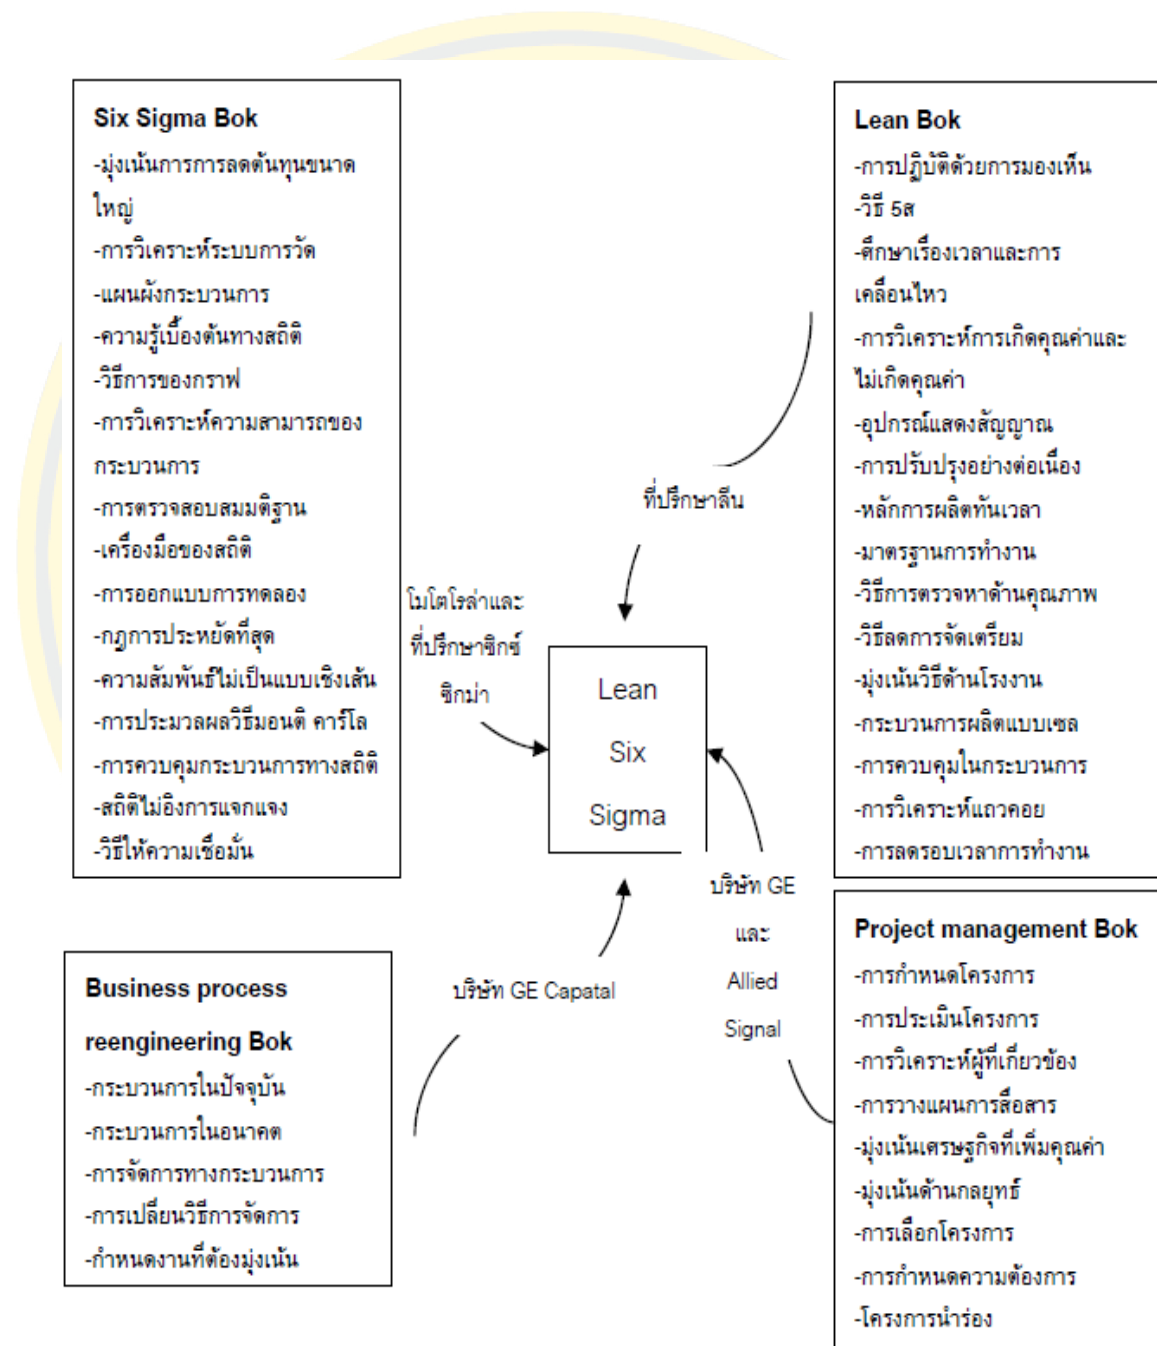 Six Sigma Bok
-มุ่งเน้นการการลดต้นทุนขนาด
ใหญ่
-การวิเคราะห์ระบบการวัด
-แผนผังกระบวนการ
-ความรู้เบื้องต้นทางสถิติ
-วิธีการของกราฟ
-การวิเคราะห์ความสามารถของ
กระบวนการ
-การตรวจสอบสมมติฐาน
-เครื่องมือของสถิติ
-การออกแบบการทดลอง
-กฎการประหยัดที่สุด
-ความสัมพันธ์ไม่เป็นแบบเชิงเส้น
-การประมวลผลวิธีมอนติ คาร์โล
-การควบคุมกระบวนการทางสถิติ
-สถิติไม่อิงการแจกแจง
-วิธีให้ความเชื่อมั่น
Lean Bok
-การปฏิบัติด้วยการมองเห็น
-วิธี 5ส
-ศึกษาเรื่องเวลาและการ
เคลื่อนไหว
-การวิเคราะห์การเกิดคุณค่าและ
ไม่เกิดคุณค่า
-อุปกรณ์แสดงสัญญาณ
-การปรับปรุงอย่างต่อเนื่อง
-หลักการผลิตทันเวลา
-มาตรฐานการทำงาน
-วิธีการตรวจหาด้านคุณภาพ
-วิธีลดการจัดเตรียม
-มุ่งเน้นวิธีด้านโรงงาน
-กระบวนการผลิตแบบเซล
-การควบคุมในกระบวนการ
-การวิเคราะห์แถวคอย
-การลดรอบเวลาการทำงาน
ที่ปรึกษาลีน
โมโตโรล่าและ
ที่ปรึกษาซิกซ์
ซิกม่า
Lean
Six
Sigma
บริษัท GE
และ
Allied
Signal
บริษัท GE Capatal
Business process
reengineering Bok
-กระบวนการในปัจจุบัน
-กระบวนการในอนาคต
-การจัดการทางกระบวนการ
-การเปลี่ยนวิธีการจัดการ
-กำหนดงานที่ต้องมุ่งเน้น
Project management Bok
-การกำหนดโครงการ
-การประเมินโครงการ
-การวิเคราะห์ผู้ที่เกี่ยวข้อง
-การวางแผนการสื่อสาร
-มุ่งเน้นเศรษฐกิจที่เพิ่มคุณค่า
-มุ่งเน้นด้านกลยุทธ์
-การเลือกโครงการ
-การกำหนดความต้องการ
-โครงการนำร่อง